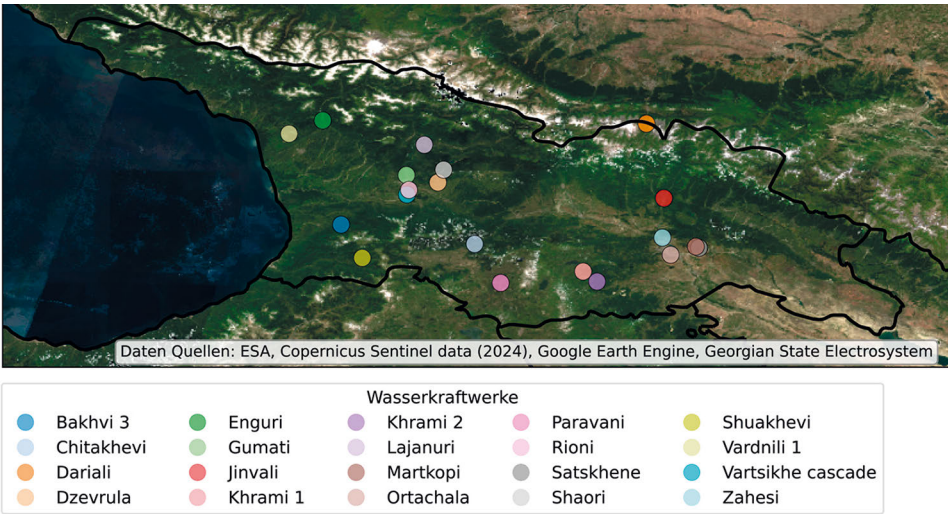 Daten Quellen: ESA, Copernicus Sentinel data (2024), Google Earth Engine, Georgian State Electrosystem
Wasserkraftwerke
Bakhvi 3 Enguri Khrami 2 Paravani Shuakhevi
Chitakhevi Gumati Lajanuri Rioni Vardnili 1
Dariali Jinvali Martkopi Satskhene Vartsikhe cascade
Dzevrula Khrami 1 Ortachala Shaori Zahesi